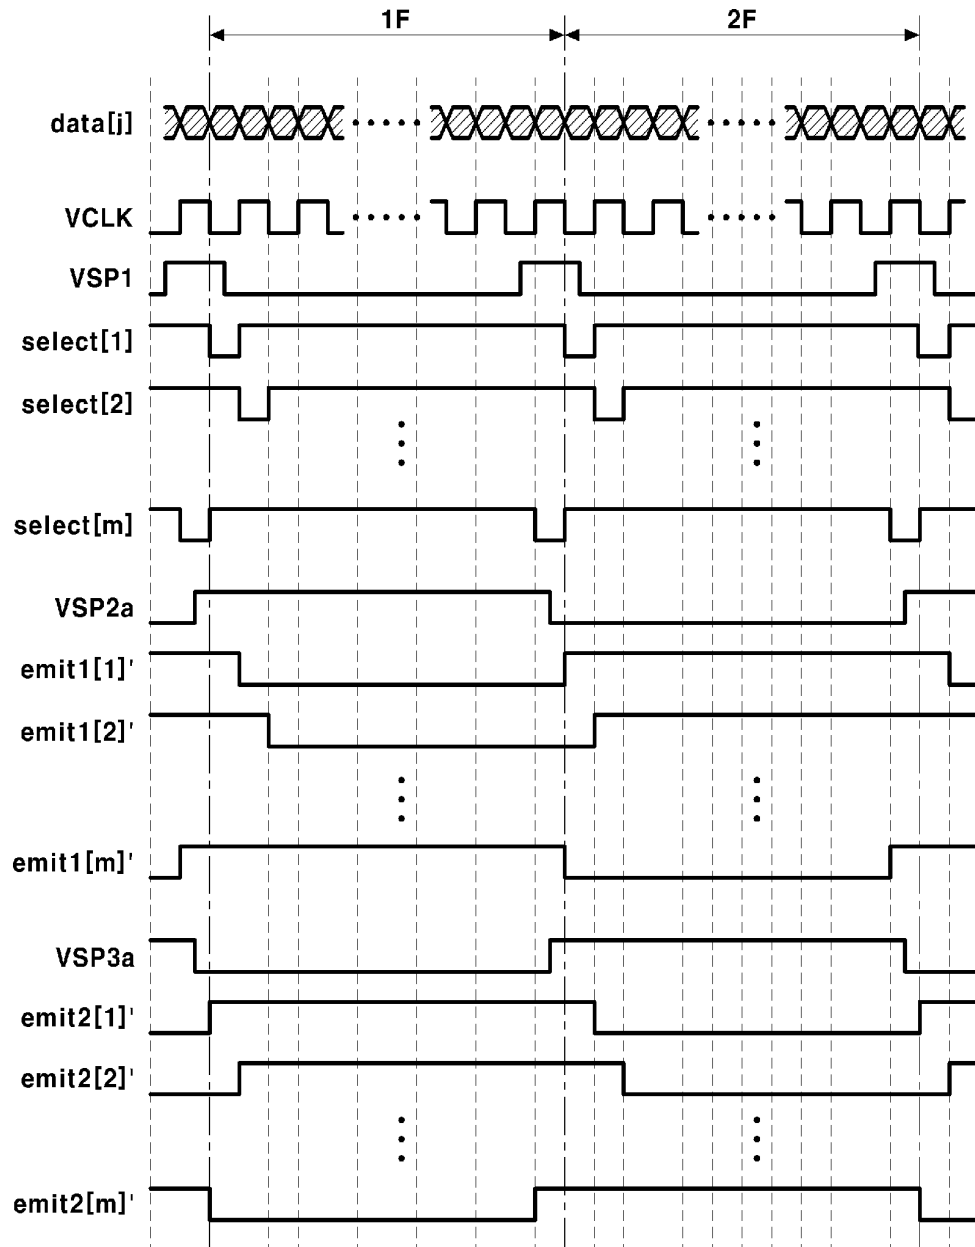 1F 2F
data[j]
VCLK
VSP1
select[1]
select[2]
select[m]
VSP2a
emit1[1]'
emit1[2]'
emit1[m]'
VSP3a
emit2[1]'
emit2[2]'
emit2[m]'